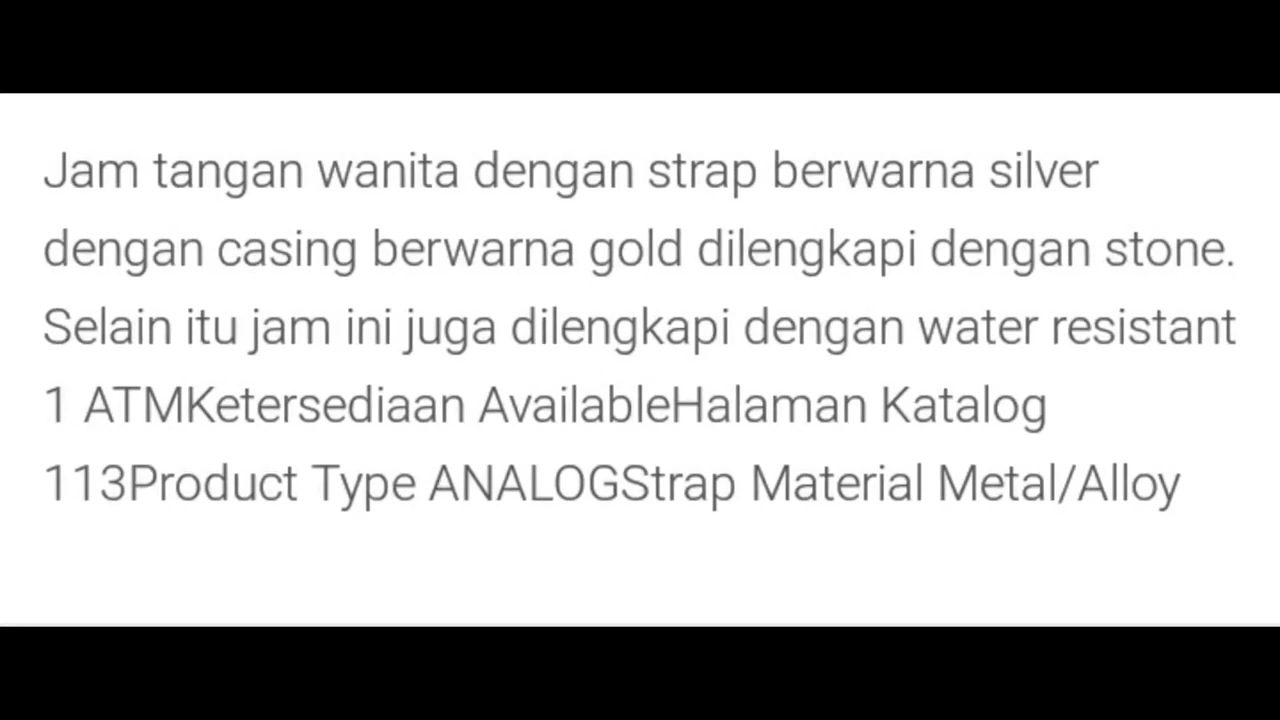 Jam tangan wanita dengan strap berwarna silver
dengan casing berwarna gold dilengkapi dengan stone.
Selain itu jam ini juga dilengkapi dengan water resistant
1 ATMKetersediaan AvailableHalaman Katalog
113Product Type ANALOGStrap Material Metal/Alloy